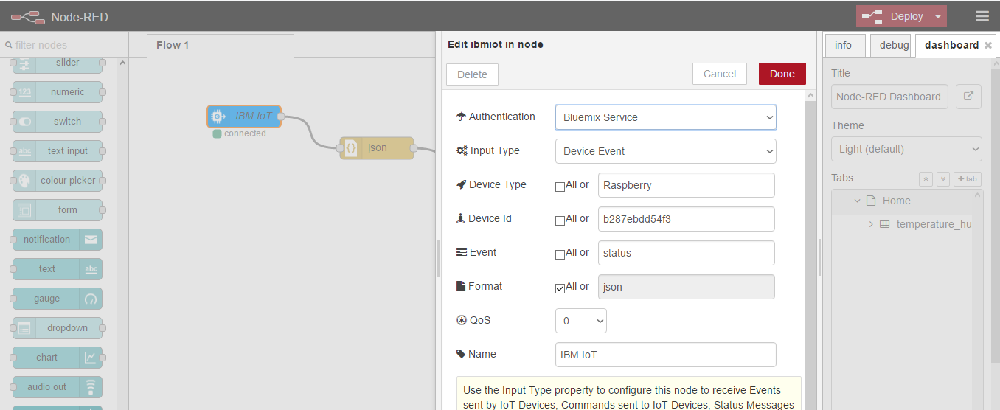 Node-RED
Deploy
filter nodes
slider
numeric
123
switch
text input
abc
colour picker
form
notification
text
abc
gauge
dropdown
chart
audio out
Flow 1
IBM IoT
connected
json
{}
Edit ibmiot in node
Delete
Cancel
Done
Authentication
Bluemix Service
Input Type
Device Event
Device Type
All or
Raspberry
Device Id
All or
b287ebdd54f3
Event
All or
status
Format
All or
json
QoS
0
Name
IBM IoT
Use the Input Type property to configure this node to receive Events
sent by IoT Devices, Commands sent to IoT Devices, Status Messages
info
debug
dashboard
Title
Node-RED Dashboard
Theme
Light (default)
Tabs
+ tab
Home
temperature_hu